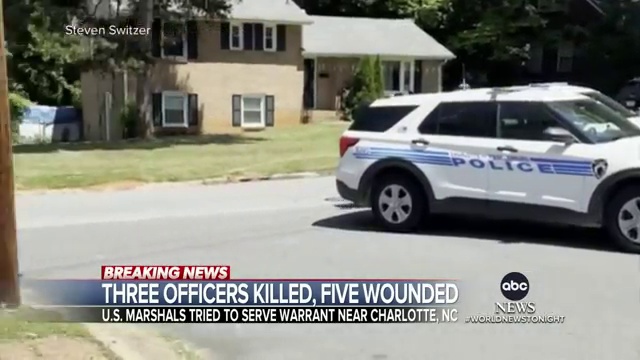 Steven Switzer
POLICE
BREAKING NEWS
THREE OFFICERS KILLED, FIVE WOUNDED
U.S. MARSHALS TRIED TO SERVE WARRANT NEAR CHARLOTTE, NC
abc
NEWS
#WORLDNEWSTONIGHT